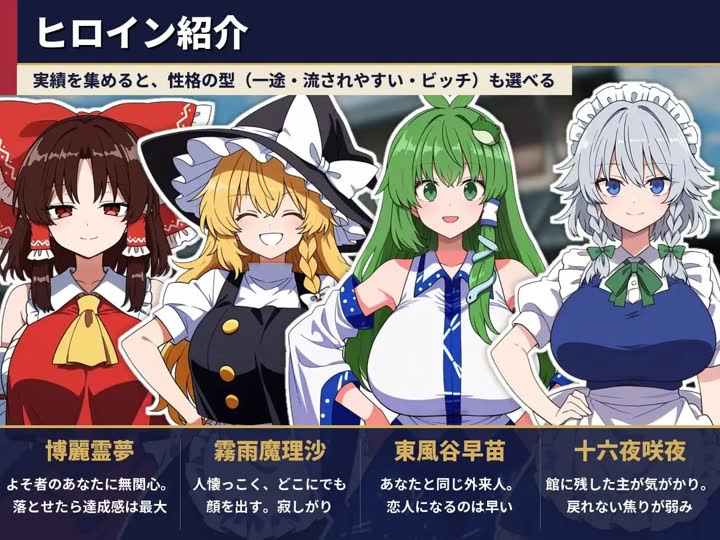 ヒロイン紹介
実績を集めると、性格の型（一途・流されやすい・ビッチ）も選べる
博麗霊夢
よそ者のあなたに無関心。
落とせたら達成感は最大
霧雨魔理沙
人懐っこく、どこにでも
顔を出す。寂しがり
東風谷早苗
あなたと同じ外来人。
恋人になるのは早い
十六夜咲夜
館に残した主が気がかり。
戻れない焦りが弱み